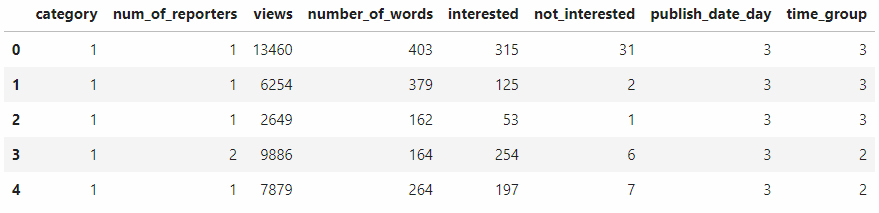 category num_of_reporters views number_of_words interested not_interested publish_date_day time_group
0 1 1 13460 403 315 31 3 3
1 1 1 6254 379 125 2 3 3
2 1 1 2649 162 53 1 3 3
3 1 2 9886 164 254 6 3 2
4 1 1 7879 264 197 7 3 2